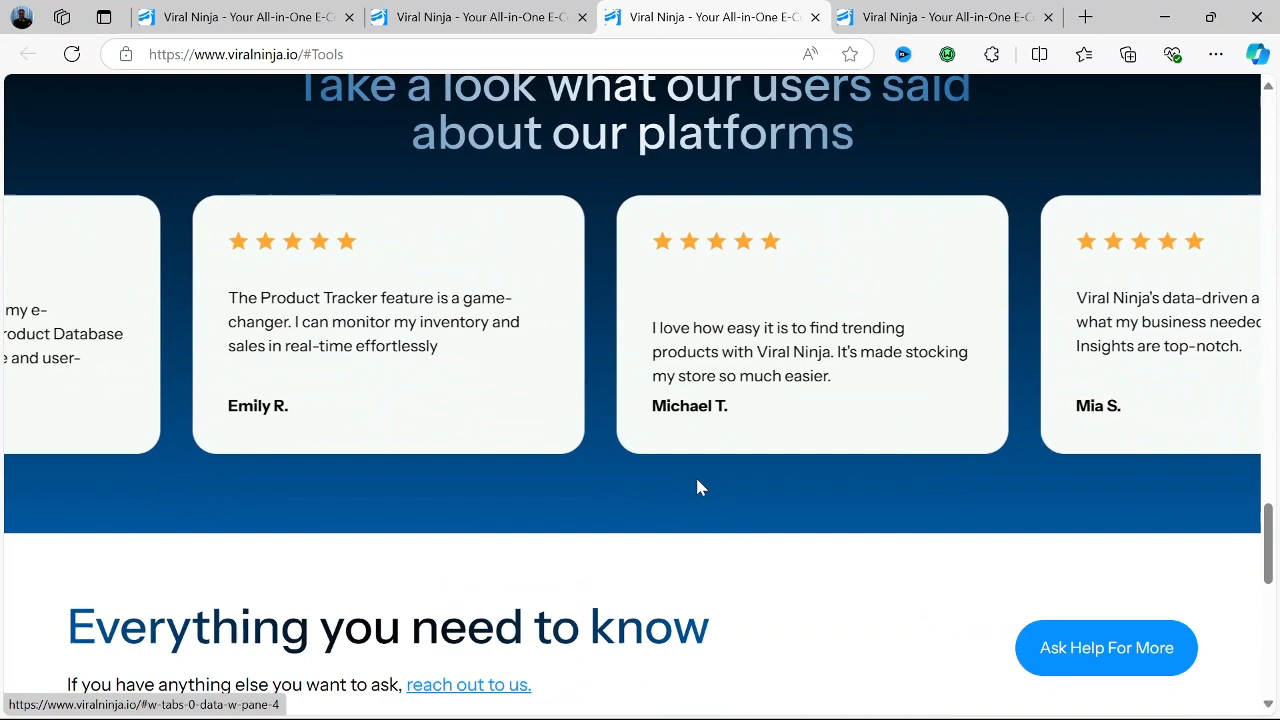 Viral Ninja - Your All-in-One E-C
Viral Ninja - Your All-in-One E-C
Viral Ninja - Your All-in-One E-C
Viral Ninja - Your All-in-One E-C
https://www.viralninja.io/#Tools
Take a look what our users said
about our platforms
my e-
roduct Database
e and user-
The Product Tracker feature is a game-
changer. I can monitor my inventory and
sales in real-time effortlessly
Emily R.
I love how easy it is to find trending
products with Viral Ninja. It's made stocking
my store so much easier.
Michael T.
Viral Ninja's data-driven a
what my business needed
Insights are top-notch.
Mia S.
Everything you need to know
Ask Help For More
If you have anything else you want to ask, reach out to us.
https://www.viralninja.io/#w-tabs-0-data-w-pane-4